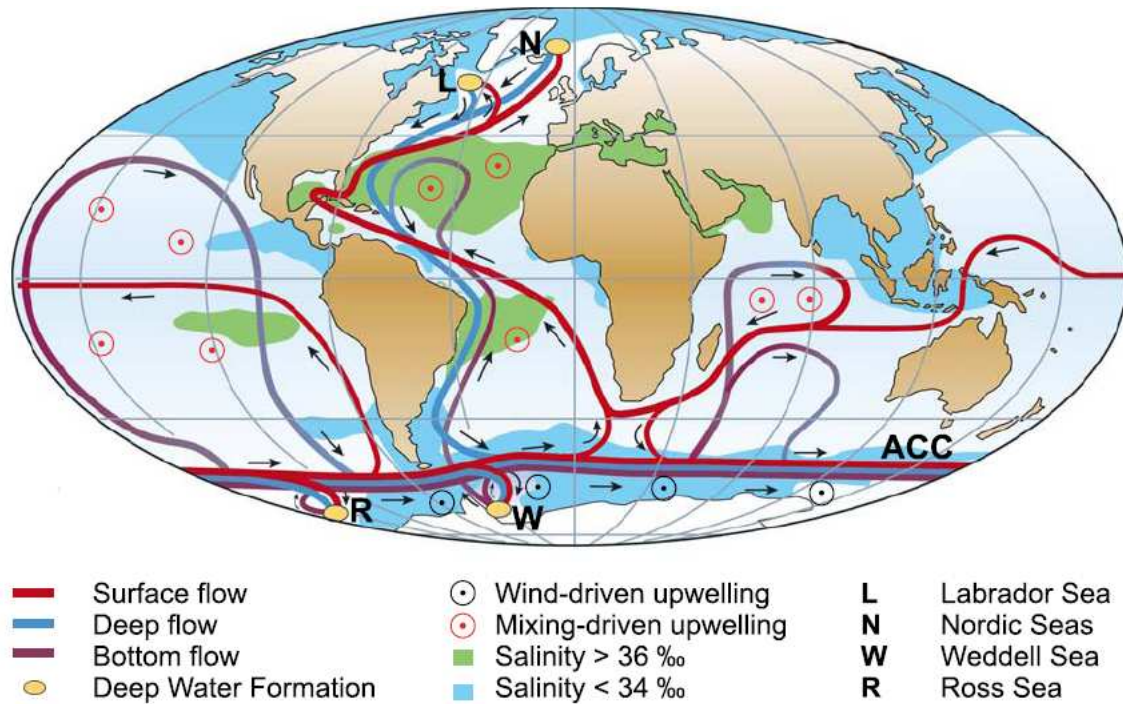 N
L
ACC
R
W
Surface flow
Deep flow
Bottom flow
Deep Water Formation
Wind-driven upwelling
Mixing-driven upwelling
Salinity > 36 ‰
Salinity < 34 ‰
L Labrador Sea
N Nordic Seas
W Weddell Sea
R Ross Sea